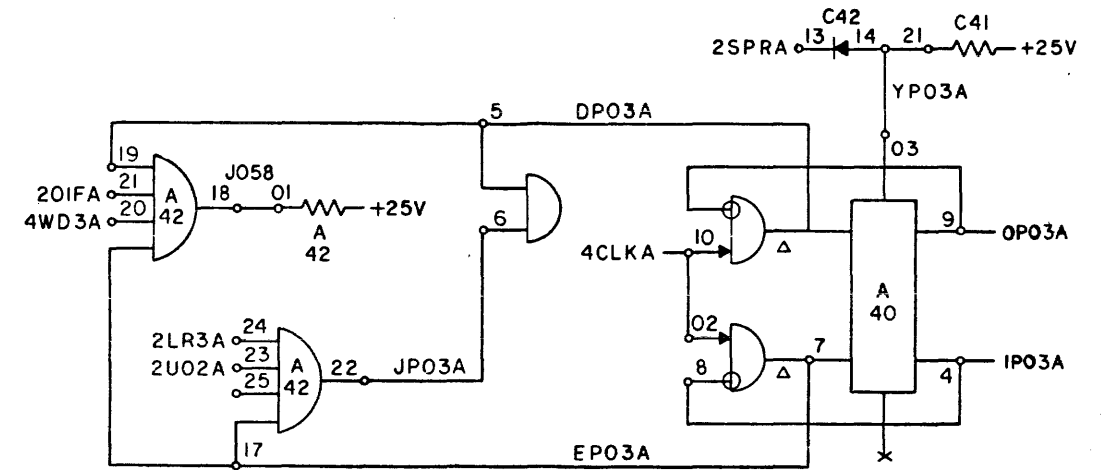 C42
C41
2SPRA 13 14 21 +25V
YP03A
5 DP03A
03
19
21 J058
20IFA A 18 01 +25V
20 42
4WD3A A
42
6
10
4CLKA
Δ
9 0P03A
A
40
02
24
2LR3A
23 A
2U02A 42 22 JP03A
25
8
Δ
7
4 1P03A
17
EP03A